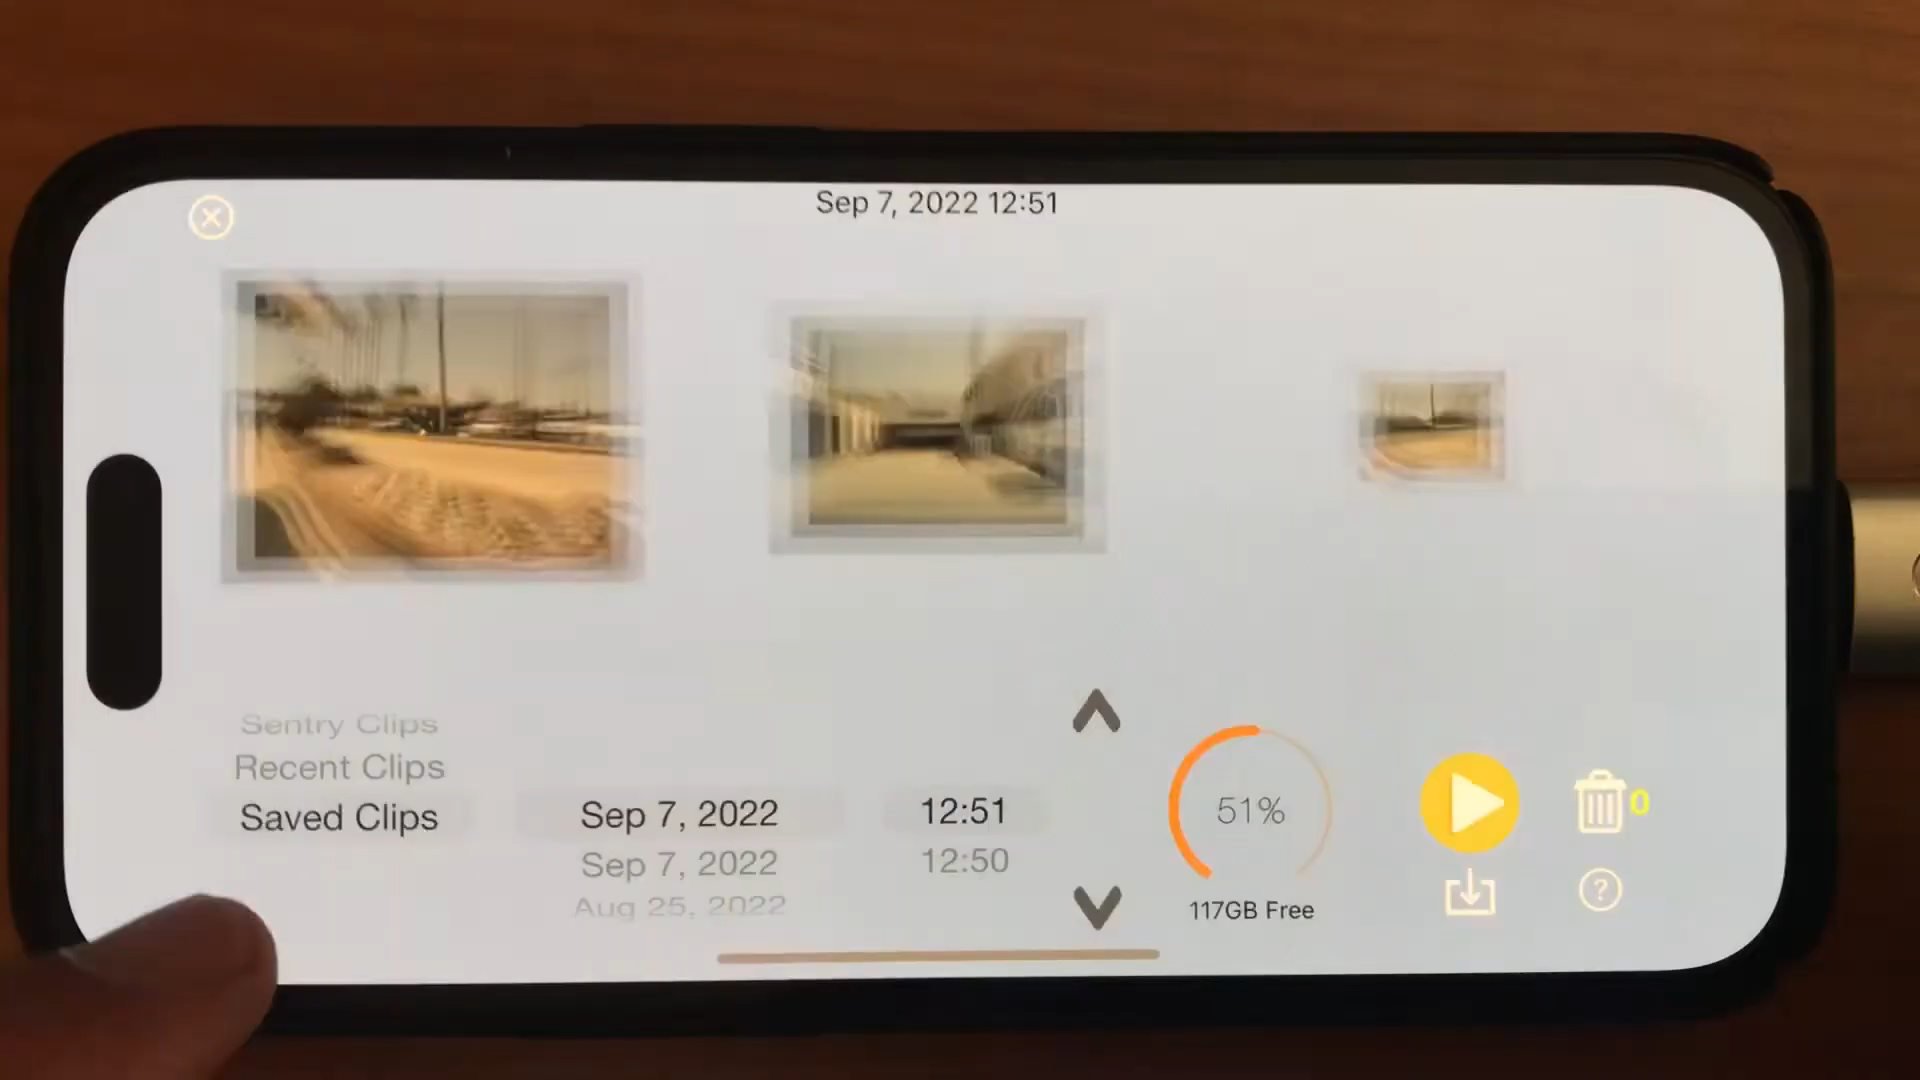 Sep 7, 2022 12:51
Sentry Clips
Recent Clips
Saved Clips
Sep 7, 2022
Sep 7, 2022
Aug 25, 2022
12:51
12:50
51%
117GB Free
0
?